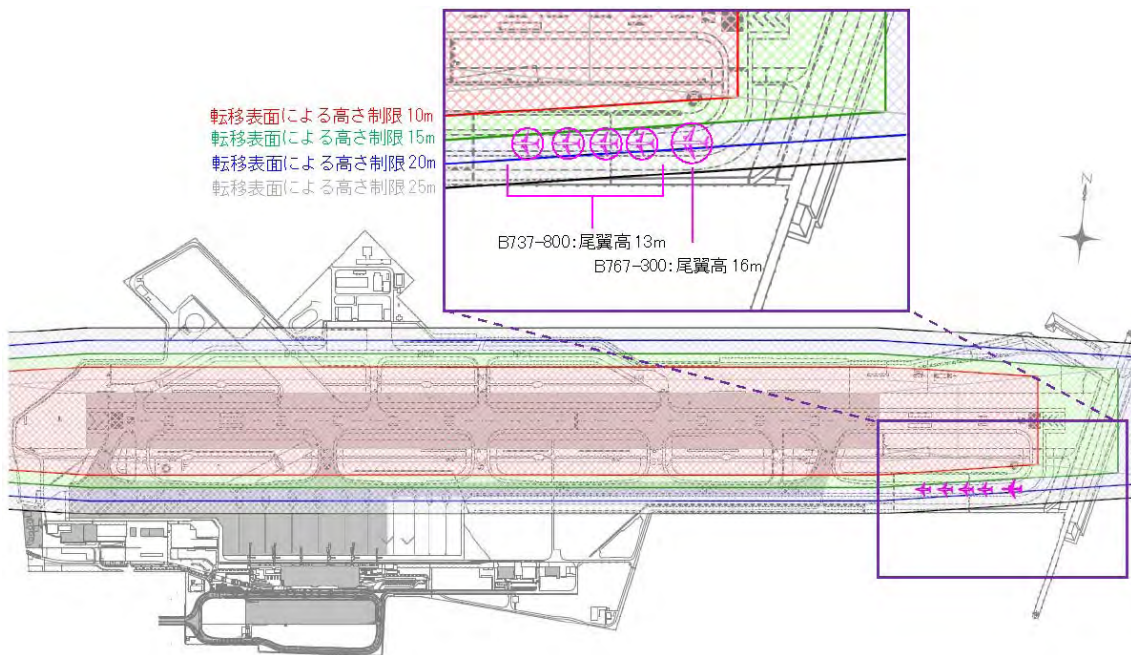 転移表面による高さ制限10m
転移表面による高さ制限15m
転移表面による高さ制限20m
転移表面による高さ制限25m
B737-800:尾翼高13m
B767-300:尾翼高16m
N